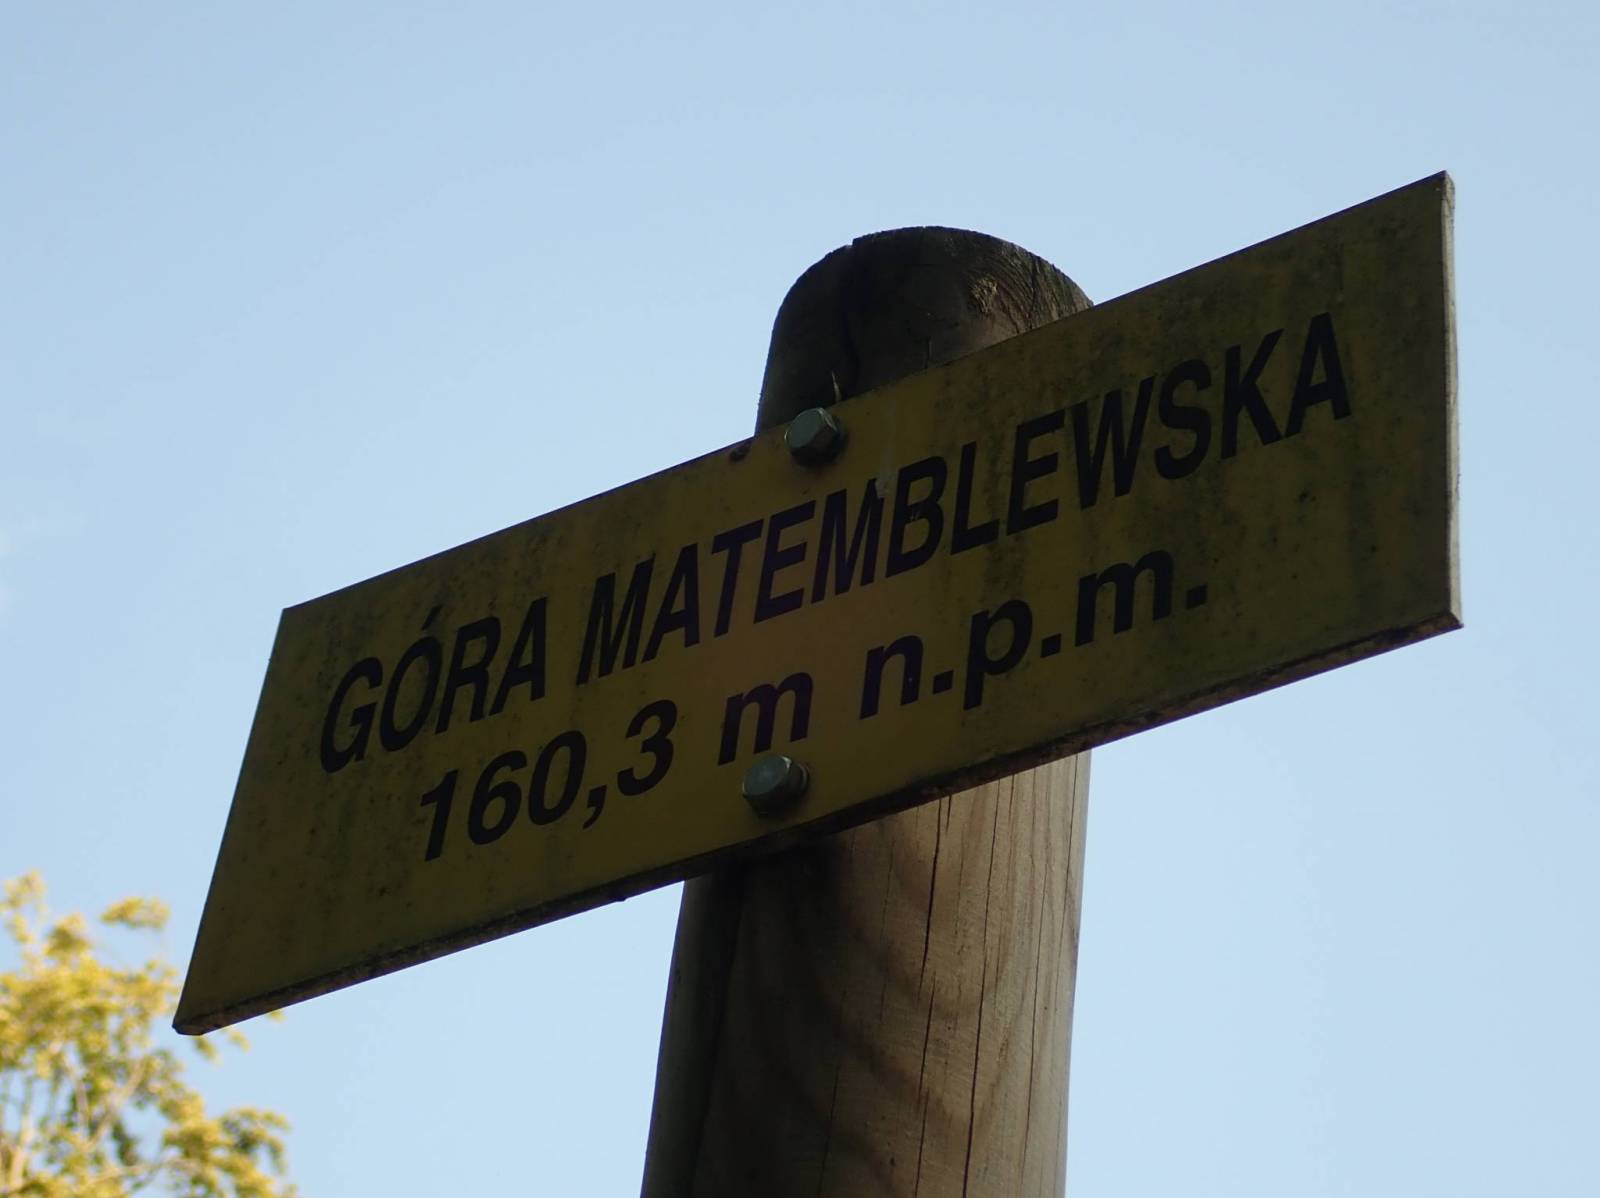 GÓRA MATEMBLEWSKA
160,3 m n.p.m.